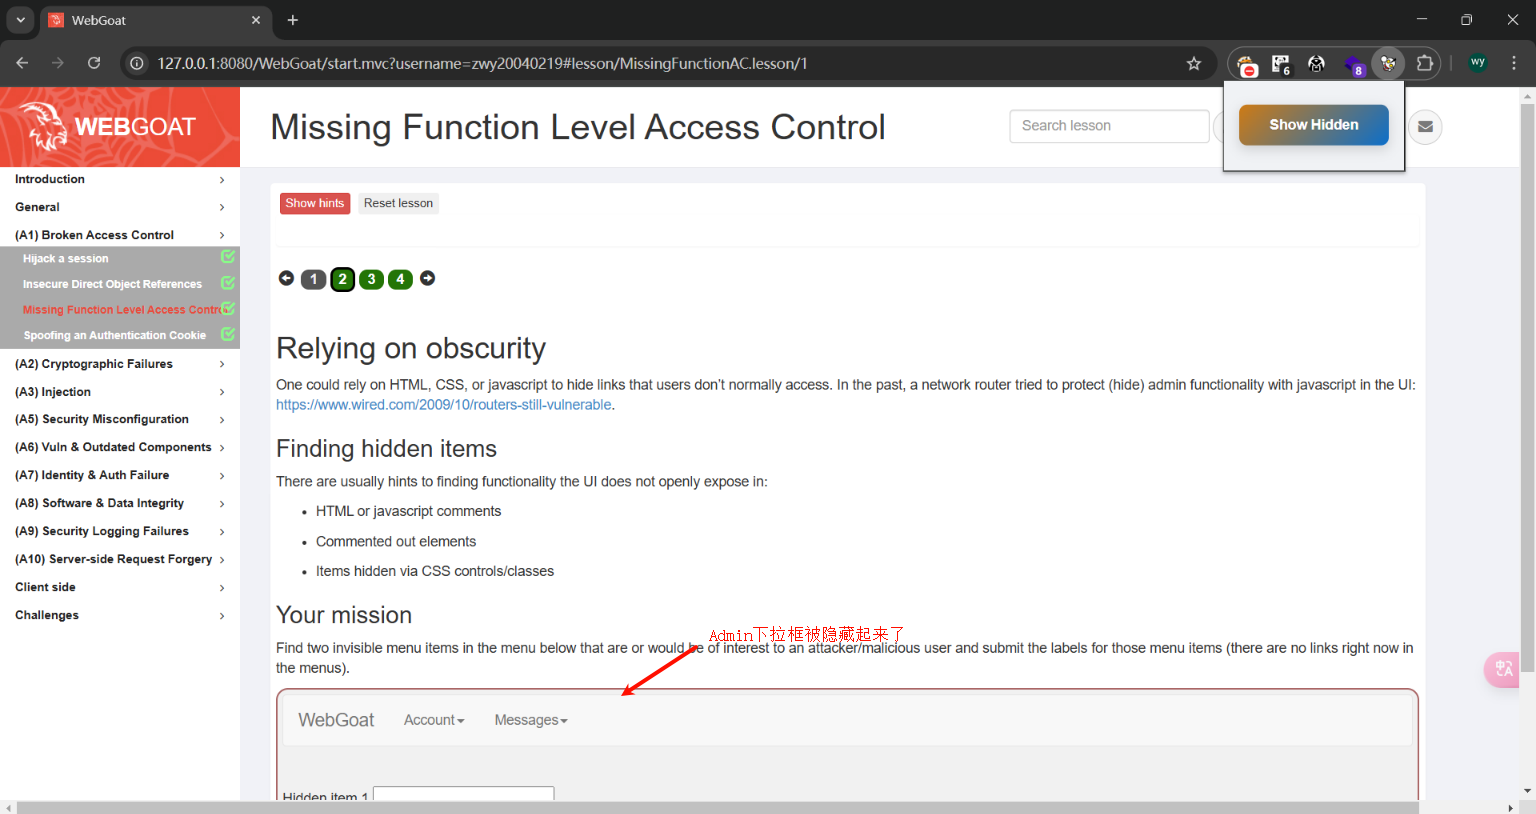 WebGoat
127.0.0.1:8080/WebGoat/start.mvc?username=zwy20040219#lesson/MissingFunctionAC.lesson/1
6
8
wy
WEBGOAT
Missing Function Level Access Control
Search lesson
Show Hidden
Introduction
General
(A1) Broken Access Control
Hijack a session
Insecure Direct Object References
Missing Function Level Access Contro
Spoofing an Authentication Cookie
(A2) Cryptographic Failures
(A3) Injection
(A5) Security Misconfiguration
(A6) Vuln & Outdated Components
(A7) Identity & Auth Failure
(A8) Software & Data Integrity
(A9) Security Logging Failures
(A10) Server-side Request Forgery
Client side
Challenges
Show hints Reset lesson
1 2 3 4
Relying on obscurity
One could rely on HTML, CSS, or javascript to hide links that users don't normally access. In the past, a network router tried to protect (hide) admin functionality with javascript in the UI:
https://www.wired.com/2009/10/routers-still-vulnerable.
Finding hidden items
There are usually hints to finding functionality the UI does not openly expose in:
• HTML or javascript comments
• Commented out elements
• Items hidden via CSS controls/classes
Your mission
Admin下拉框被隐藏起来了
Find two invisible menu items in the menu below that are or would be of interest to an attacker/malicious user and submit the labels for those menu items (there are no links right now in
the menus).
WebGoat Account Messages
Hidden item 1
中A